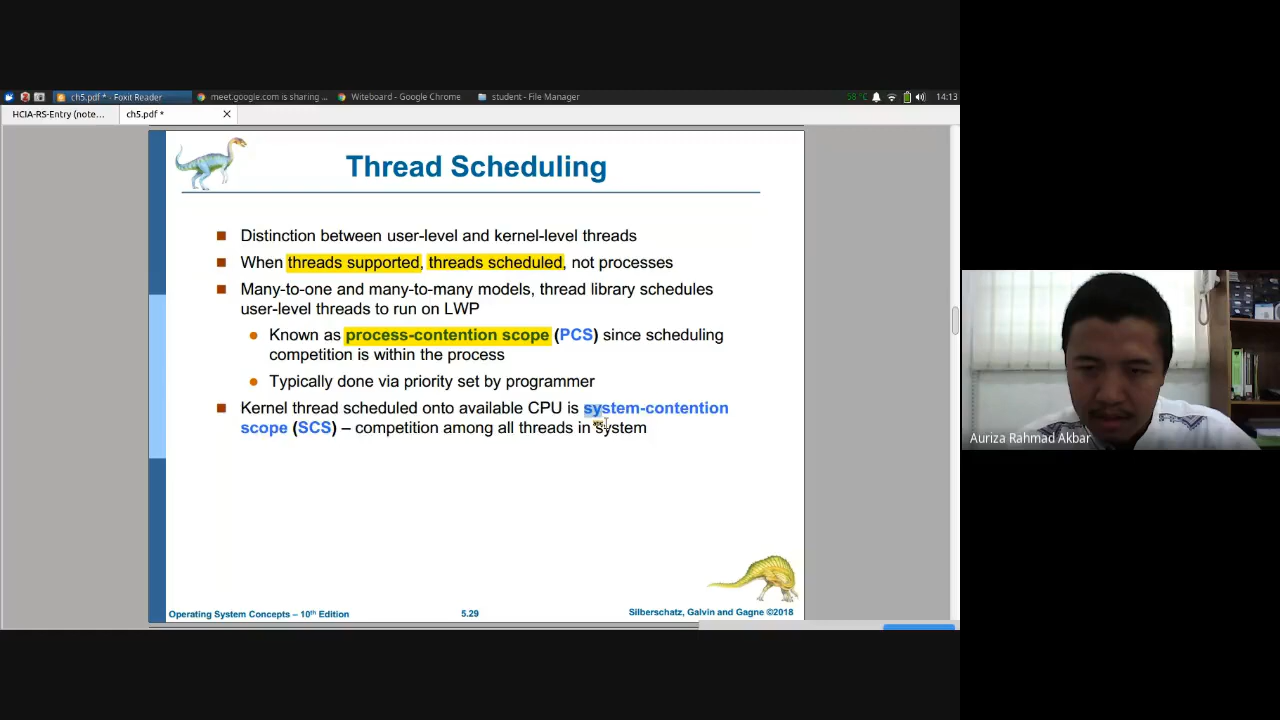 ch5.pdf * - Foxit Reader
meet.google.com is sharing ...
Witeboard - Google Chrome
student - File Manager
58 °C
14:13
HCIA-RS-Entry (note...
ch5.pdf *
Thread Scheduling
Distinction between user-level and kernel-level threads
When threads supported, threads scheduled, not processes
Many-to-one and many-to-many models, thread library schedules
user-level threads to run on LWP
Known as process-contention scope (PCS) since scheduling
competition is within the process
Typically done via priority set by programmer
Kernel thread scheduled onto available CPU is system-contention
scope (SCS) – competition among all threads in system
Operating System Concepts – 10th Edition
5.29
Silberschatz, Galvin and Gagne ©2018
Auriza Rahmad Akbar